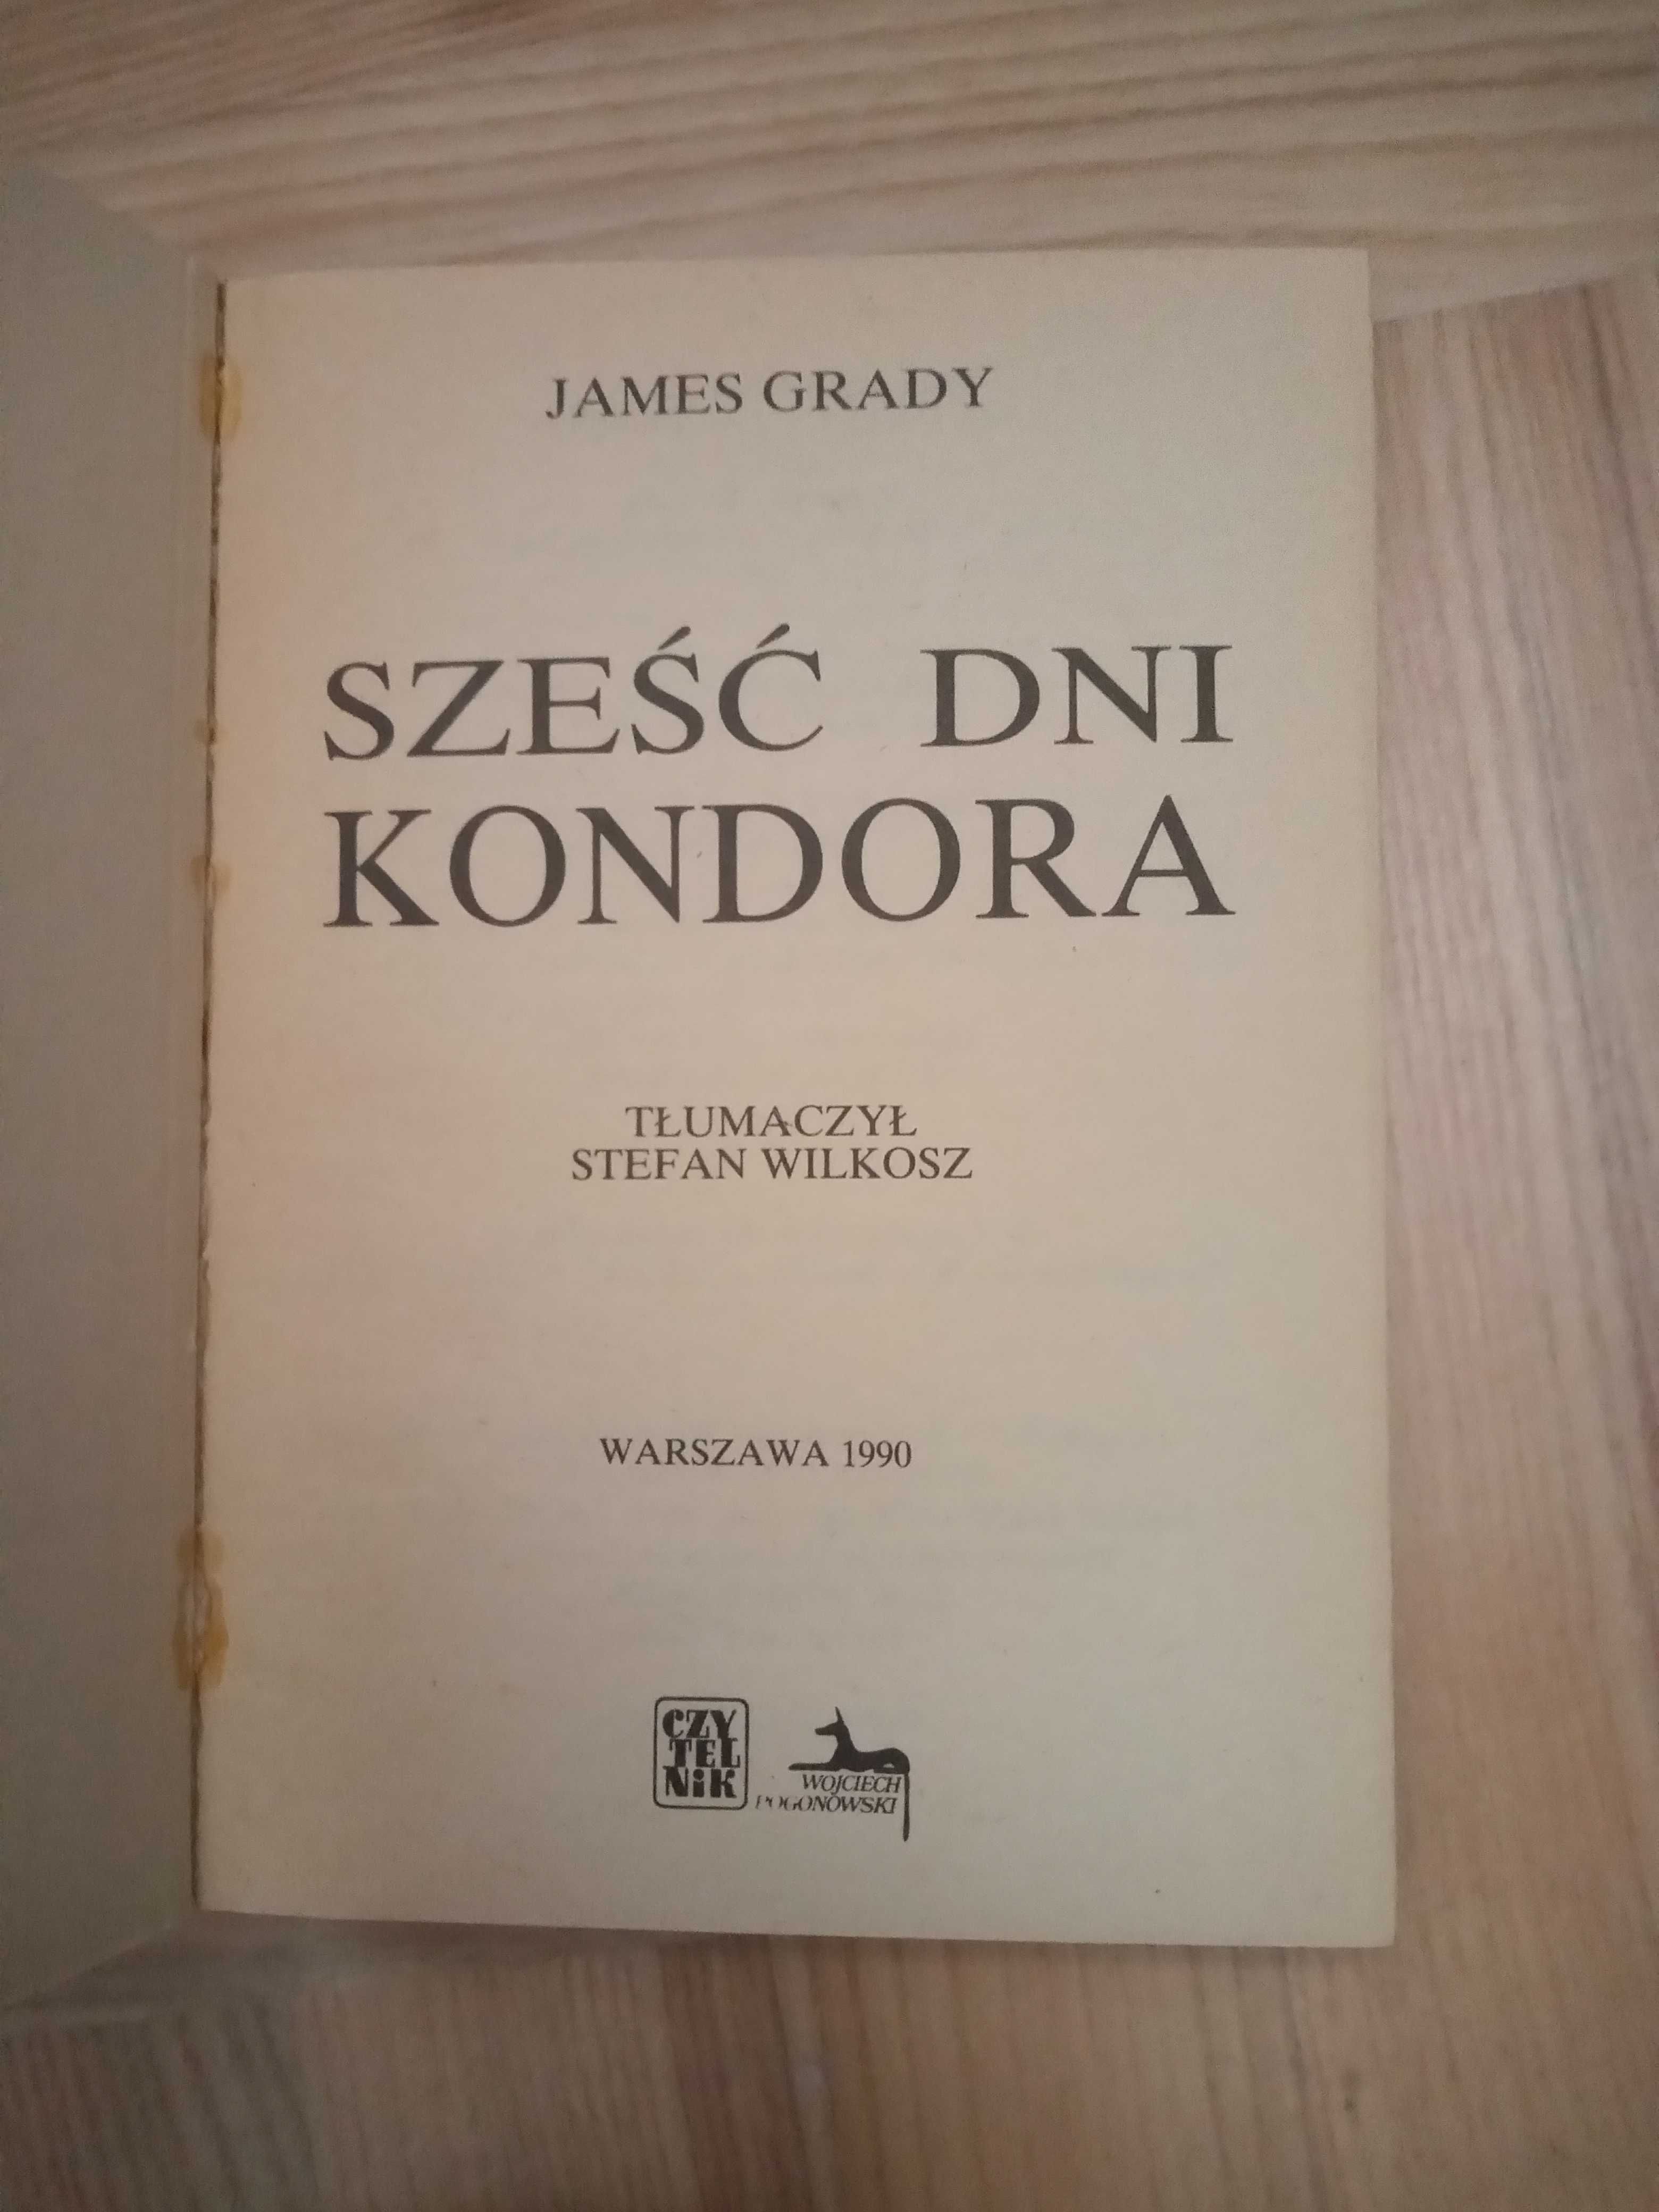 JAMES GRADY
SZEŚĆ DNI
KONDORA
TŁUMACZYŁ
STEFAN WILKOSZ
WARSZAWA 1990
CZY
TEL
NiK
WOJCIECH
POGONOWSKI